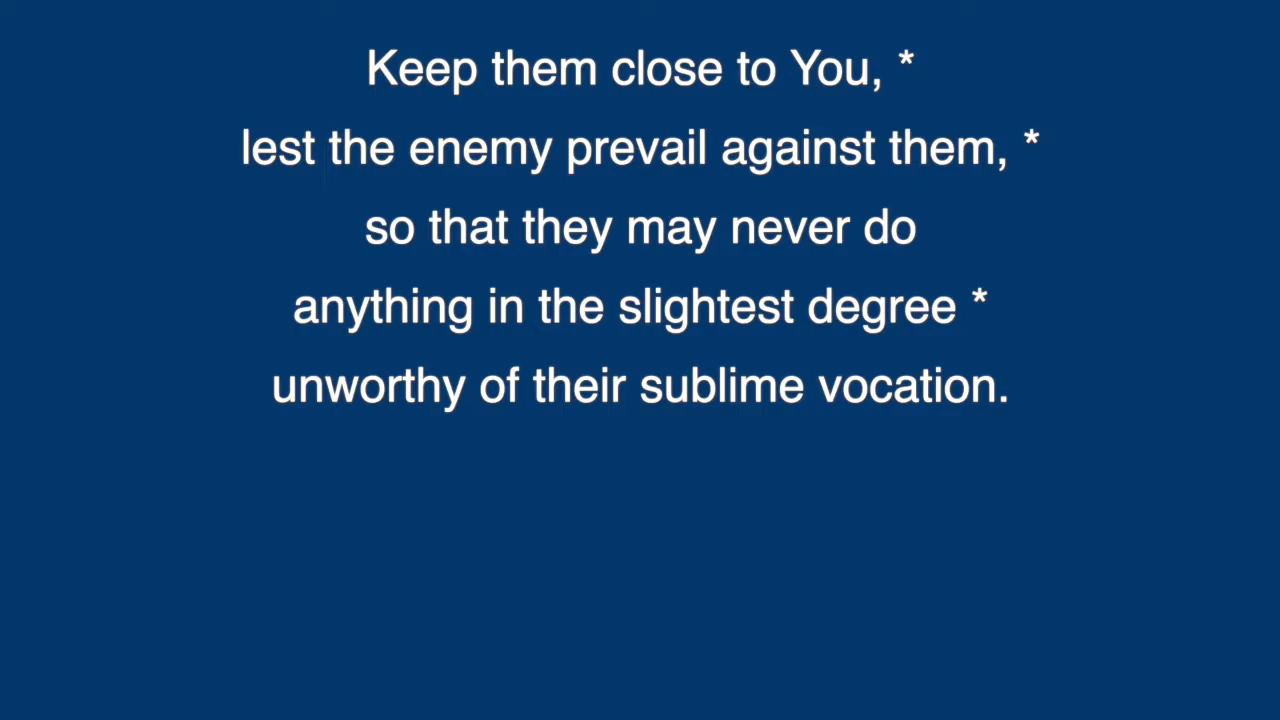 Keep them close to You, *
lest the enemy prevail against them, *
so that they may never do
anything in the slightest degree *
unworthy of their sublime vocation.